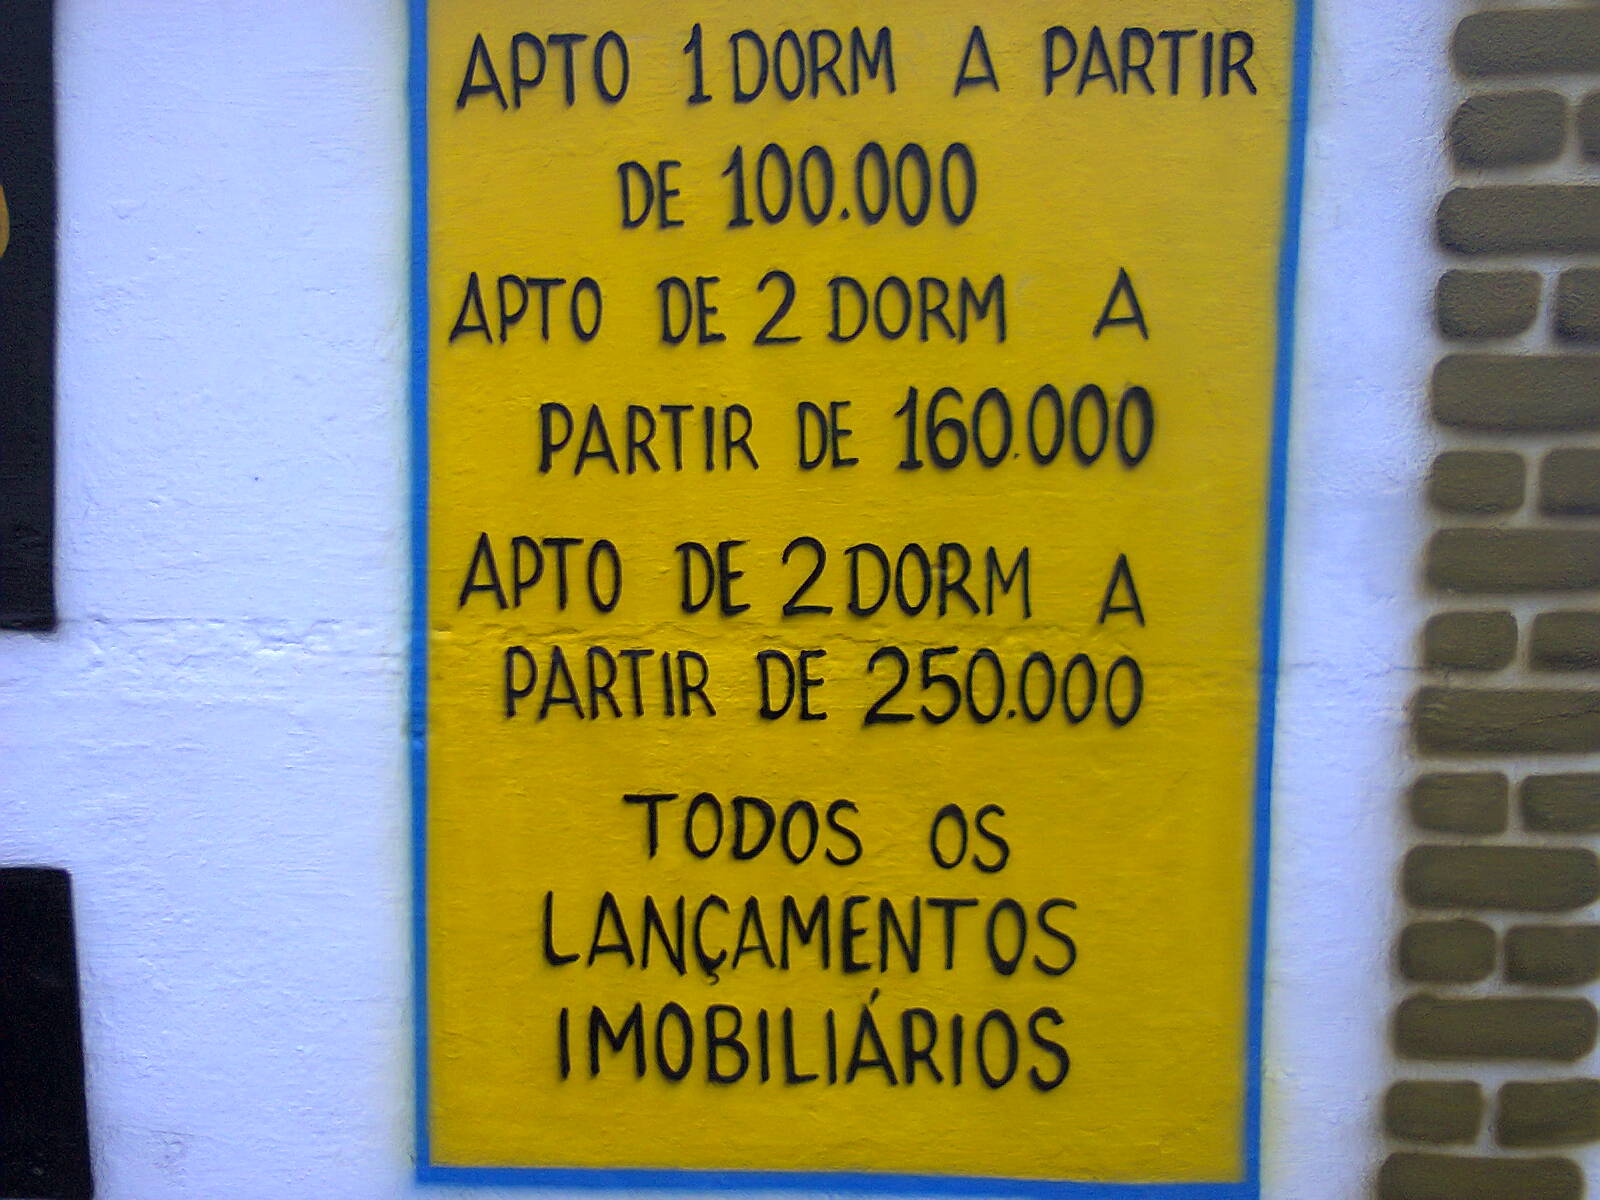 APTO 1 DORM A PARTIR
DE 100.000
APTO DE 2 DORM A
PARTIR DE 160.000
APTO DE 2 DORM A
PARTIR DE 250.000
TODOS OS
LANÇAMENTOS
IMOBILIÁRIOS